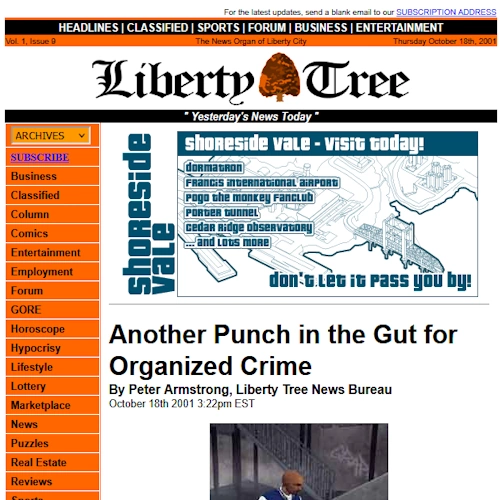 For the latest updates, send a blank email to our SUBSCRIPTION ADDRESS
HEADLINES | CLASSIFIED | SPORTS | FORUM | BUSINESS | ENTERTAINMENT
Vol. 1, Issue 9 The News Organ of Liberty City Thursday October 18th, 2001
Liberty Tree
" Yesterday's News Today "
ARCHIVES
SUBSCRIBE
Business
Classified
Column
Comics
Entertainment
Employment
Forum
GORE
Horoscope
Hypocrisy
Lifestyle
Lottery
Marketplace
News
Puzzles
Real Estate
Reviews
Sports
Shoreside Vale
Shoreside Vale - Visit today!
Dormatron
Francis International Airport
Pogo the Monkey Fanclub
Porter Tunnel
Cedar Ridge Observatory
... and lots more
Don't let it pass you by!
Another Punch in the Gut for
Organized Crime
By Peter Armstrong, Liberty Tree News Bureau
October 18th 2001 3:22pm EST